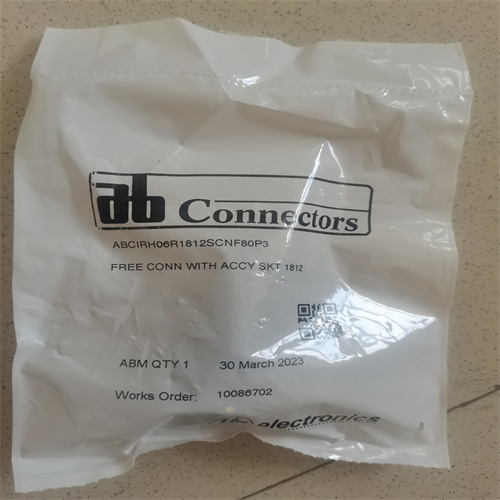 ab Connectors
ABCIRH06R1812SCNF80P3
FREE CONN WITH ACCY SKT 1812
ABM QTY 1 30 March 2023
Works Order: 10086702
electronics